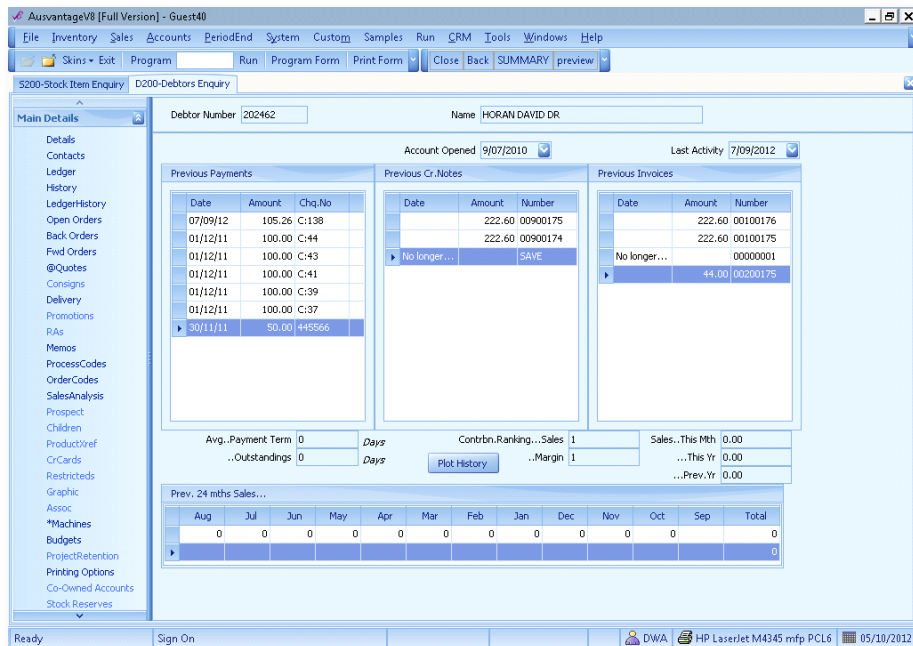 AusvantageV8 [Full Version] - Guest40
File Inventory Sales Accounts PeriodEnd System Custom Samples Run CRM Tools Windows Help
Skins Exit Program Run Program Form Print Form Close Back SUMMARY preview
S200-Stock Item Enquiry D200-Debtors Enquiry
Main Details
Details
Contacts
Ledger
History
LedgerHistory
Open Orders
Back Orders
Fwd Orders
@Quotes
Consigns
Delivery
Promotions
RAs
Memos
ProcessCodes
OrderCodes
SalesAnalysis
Prospect
Children
ProductXref
CrCards
Restricteds
Graphic
Assoc
*Machines
Budgets
ProjectRetention
Printing Options
Co-Owned Accounts
Stock Reserves
Debtor Number 202462 Name HORAN DAVID DR
Account Opened 9/07/2010 Last Activity 7/09/2012
Previous Payments
Date Amount Chq.No
07/09/12 105.26 C:138
01/12/11 100.00 C:44
01/12/11 100.00 C:43
01/12/11 100.00 C:41
01/12/11 100.00 C:39
01/12/11 100.00 C:37
30/11/11 50.00 445566
Previous Cr.Notes
Date Amount Number
222.60 00900175
222.60 00900174
No longer... SAVE
Previous Invoices
Date Amount Number
222.60 00100176
222.60 00100175
No longer... 00000001
44.00 00200175
Avg..Payment Term 0 Days Contrbn.Ranking...Sales 1 Sales..This Mth 0.00
..Outstandings 0 Days Plot History ..Margin 1 ...This Yr 0.00
...Prev.Yr 0.00
Prev. 24 mths Sales...
Aug Jul Jun May Apr Mar Feb Jan Dec Nov Oct Sep Total
0 0 0 0 0 0 0 0 0 0 0 0
0
Ready Sign On DWA HP LaserJet M4345 mfp PCL6 05/10/2012